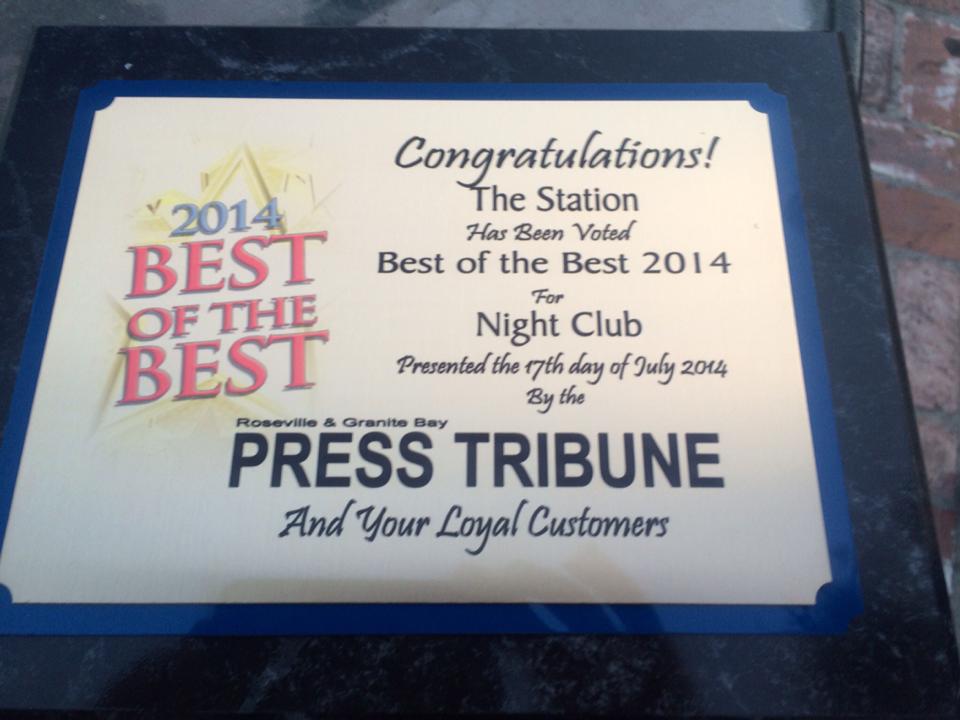 2014
BEST
OF THE
BEST
Congratulations!
The Station
Has Been Voted
Best of the Best 2014
For
Night Club
Presented the 17th day of July 2014
By the
Roseville & Granite Bay
PRESS TRIBUNE
And Your Loyal Customers